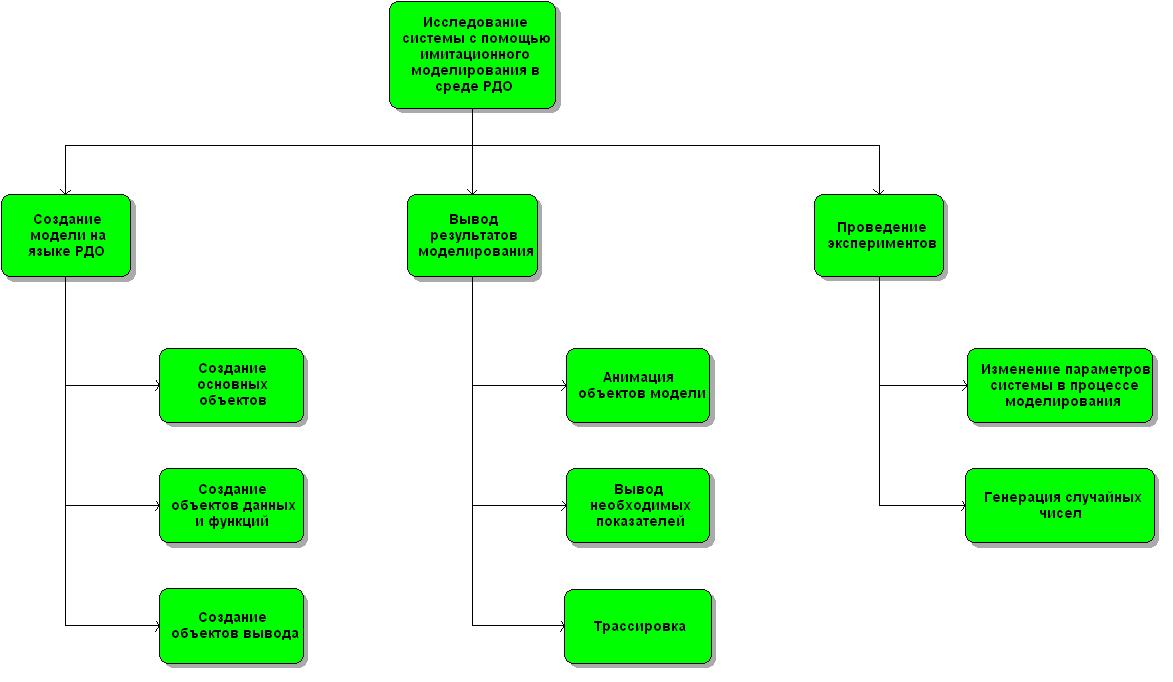 Исследование
системы с помощью
имитационного
моделирования в
среде РДО
Создание
модели на
языке РДО
Вывод
результатов
моделирования
Проведение
экспериментов
Создание
основных
объектов
Анимация
объектов модели
Изменение параметров
системы в процессе
моделирования
Создание
объектов данных
и функций
Вывод
необходимых
показателей
Генерация случайных
чисел
Создание
объектов вывода
Трассировка